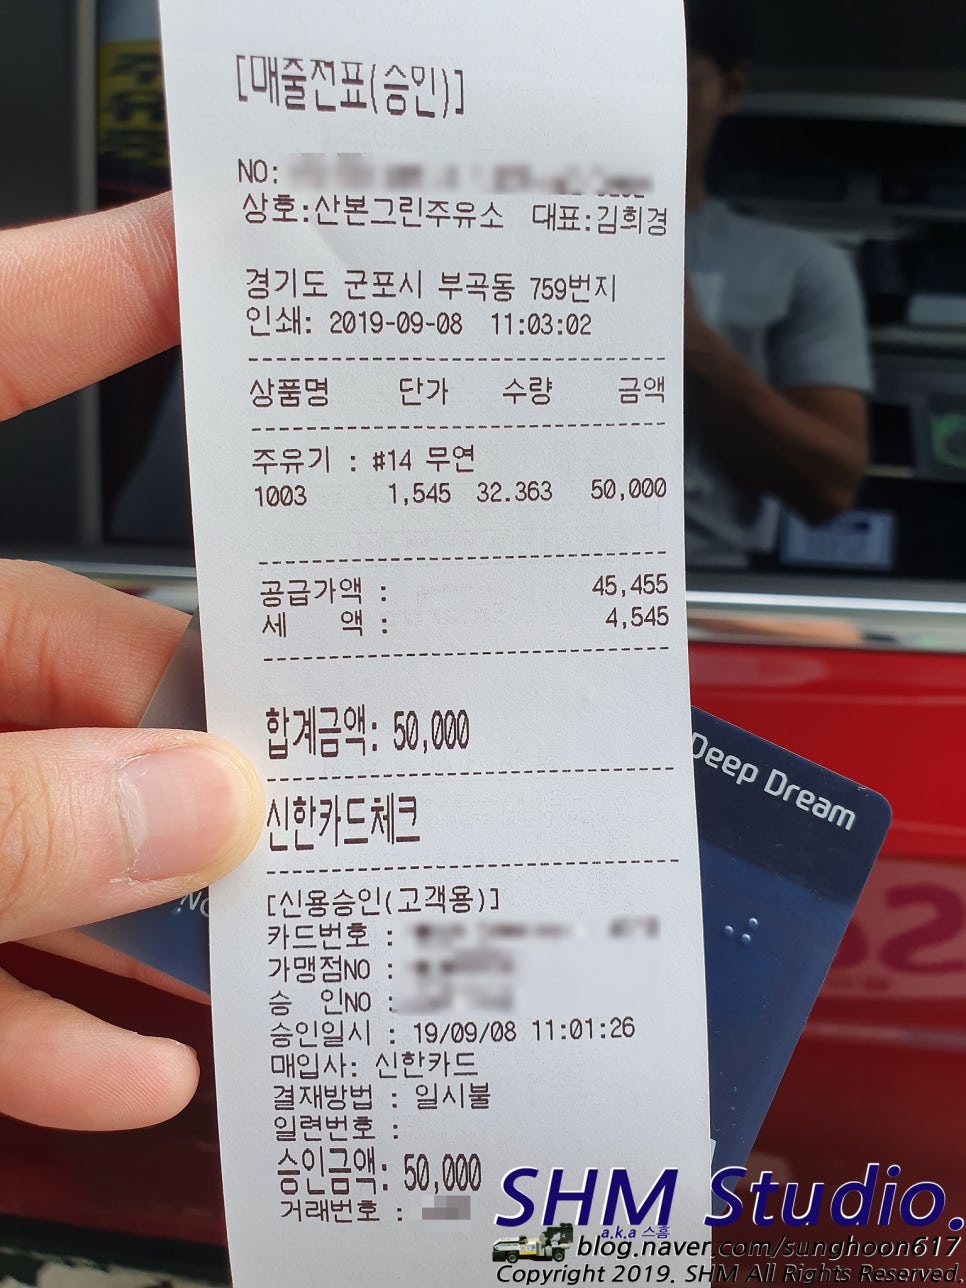 [매출전표(승인)]
NO:
상호:산본그린주유소 대표:김희경
경기도 군포시 부곡동 759번지
인쇄: 2019-09-08 11:03:02
상품명 단가 수량 금액
주유기 : #14 무연
1003 1,545 32.363 50,000
공급가액 : 45,455
세 액 : 4,545
합계금액: 50,000
신한카드체크
Deep Dream
[신용승인(고객용)]
카드번호 :
가맹점NO :
승 인NO :
승인일시 : 19/09/08 11:01:26
매입사: 신한카드
결재방법 : 일시불
일련번호 :
승인금액: 50,000
거래번호 :
SHM Studio.
a.k.a 스흠
blog.naver.com/sunghoon617
Copyright 2019. SHM All Rights Reserved.